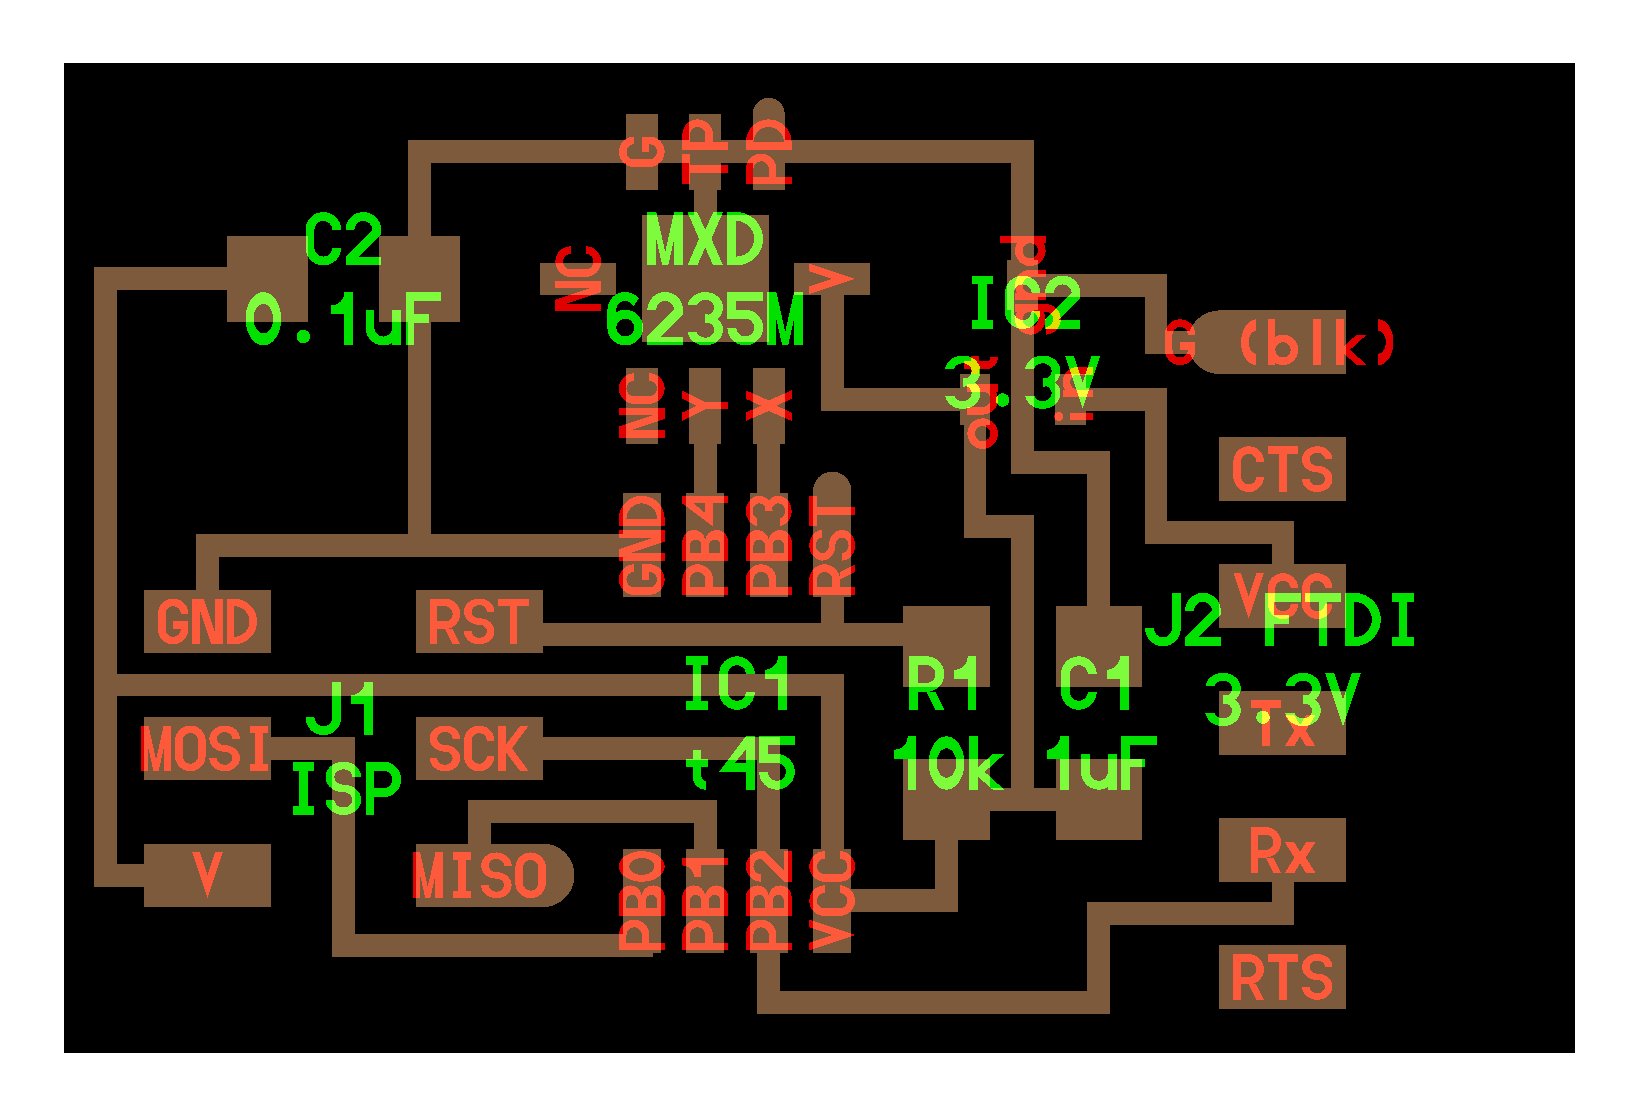 G
TP
PD
C2
0.1uF
NC
MXD
6235M
V
gnd
IC2
3.3V
G (blk)
NC
Y
X
out
in
CTS
GND
PB4
PB3
RST
VCC
GND
RST
J2 FTDI
3.3V
IC1
t45
R1
10k
C1
1uF
J1
ISP
Tx
MOSI
SCK
V
MISO
PB0
PB1
PB2
VCC
Rx
RTS